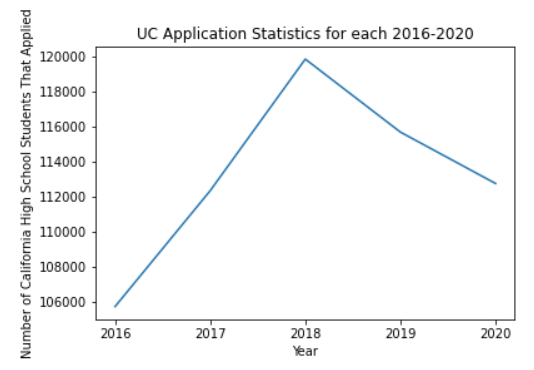 UC Application Statistics for each 2016-2020
Number of California High School Students That Applied
120000
118000
116000
114000
112000
110000
108000
106000
2016 2017 2018 2019 2020
Year